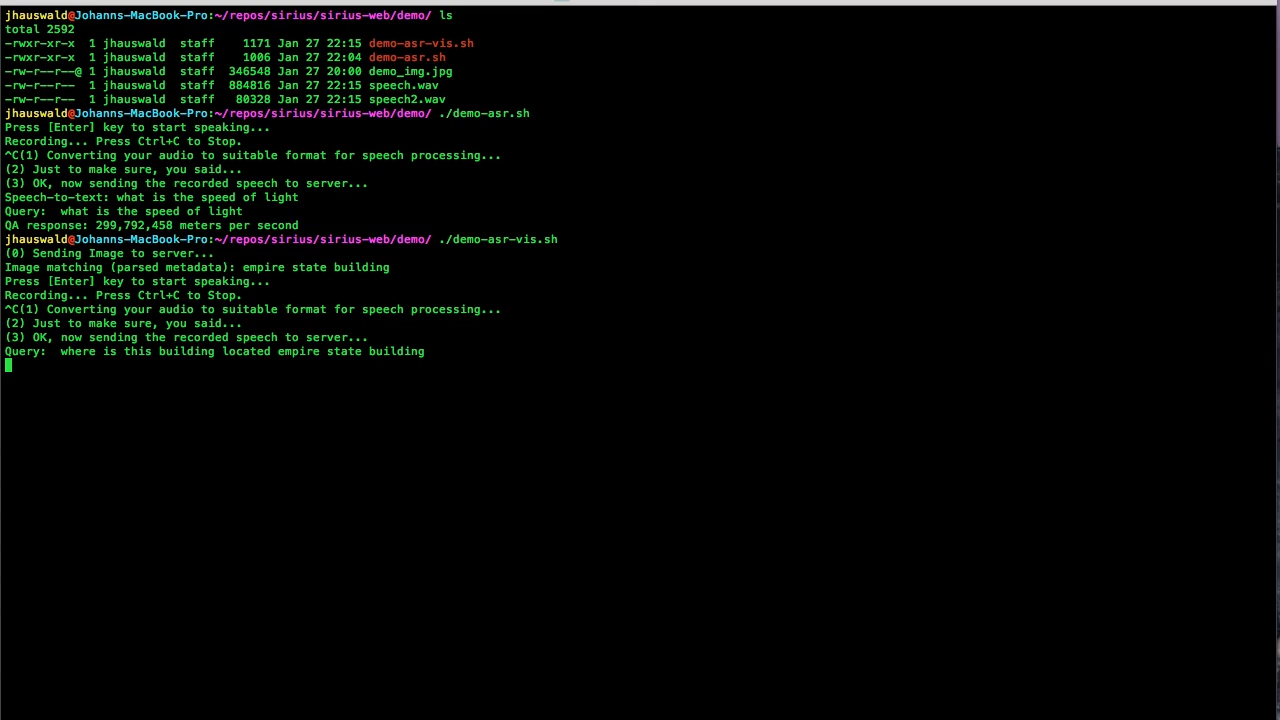 jhauswald@Johanns-MacBook-Pro:~/repos/sirius/sirius-web/demo/ ls
total 2592
-rwxr-xr-x  1 jhauswald  staff    1171 Jan 27 22:15 demo-asr-vis.sh
-rwxr-xr-x  1 jhauswald  staff    1006 Jan 27 22:04 demo-asr.sh
-rw-r--r--@ 1 jhauswald  staff  346548 Jan 27 20:00 demo_img.jpg
-rw-r--r--  1 jhauswald  staff  884816 Jan 27 22:15 speech.wav
-rw-r--r--  1 jhauswald  staff   80328 Jan 27 22:15 speech2.wav
jhauswald@Johanns-MacBook-Pro:~/repos/sirius/sirius-web/demo/ ./demo-asr.sh
Press [Enter] key to start speaking...
Recording... Press Ctrl+C to Stop.
^C(1) Converting your audio to suitable format for speech processing...
(2) Just to make sure, you said...
(3) OK, now sending the recorded speech to server...
Speech-to-text: what is the speed of light
Query:  what is the speed of light
QA response: 299,792,458 meters per second
jhauswald@Johanns-MacBook-Pro:~/repos/sirius/sirius-web/demo/ ./demo-asr-vis.sh
(0) Sending Image to server...
Image matching (parsed metadata): empire state building
Press [Enter] key to start speaking...
Recording... Press Ctrl+C to Stop.
^C(1) Converting your audio to suitable format for speech processing...
(2) Just to make sure, you said...
(3) OK, now sending the recorded speech to server...
Query:  where is this building located empire state building